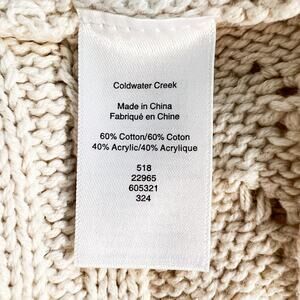 Coldwater Creek
Made in China
Fabriqué en Chine
60% Cotton/60% Coton
40% Acrylic/40% Acrylique
518
22965
605321
324